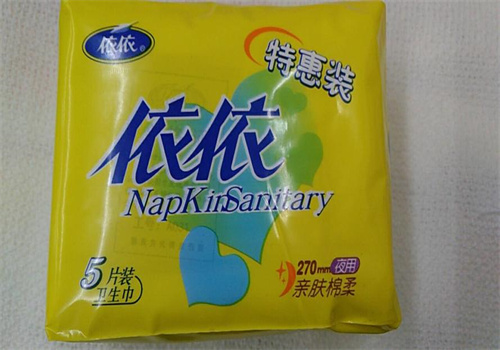 依依®
特惠装
依依
NapKinSanitary
270mm 夜用
亲肤棉柔
5片装
卫生巾